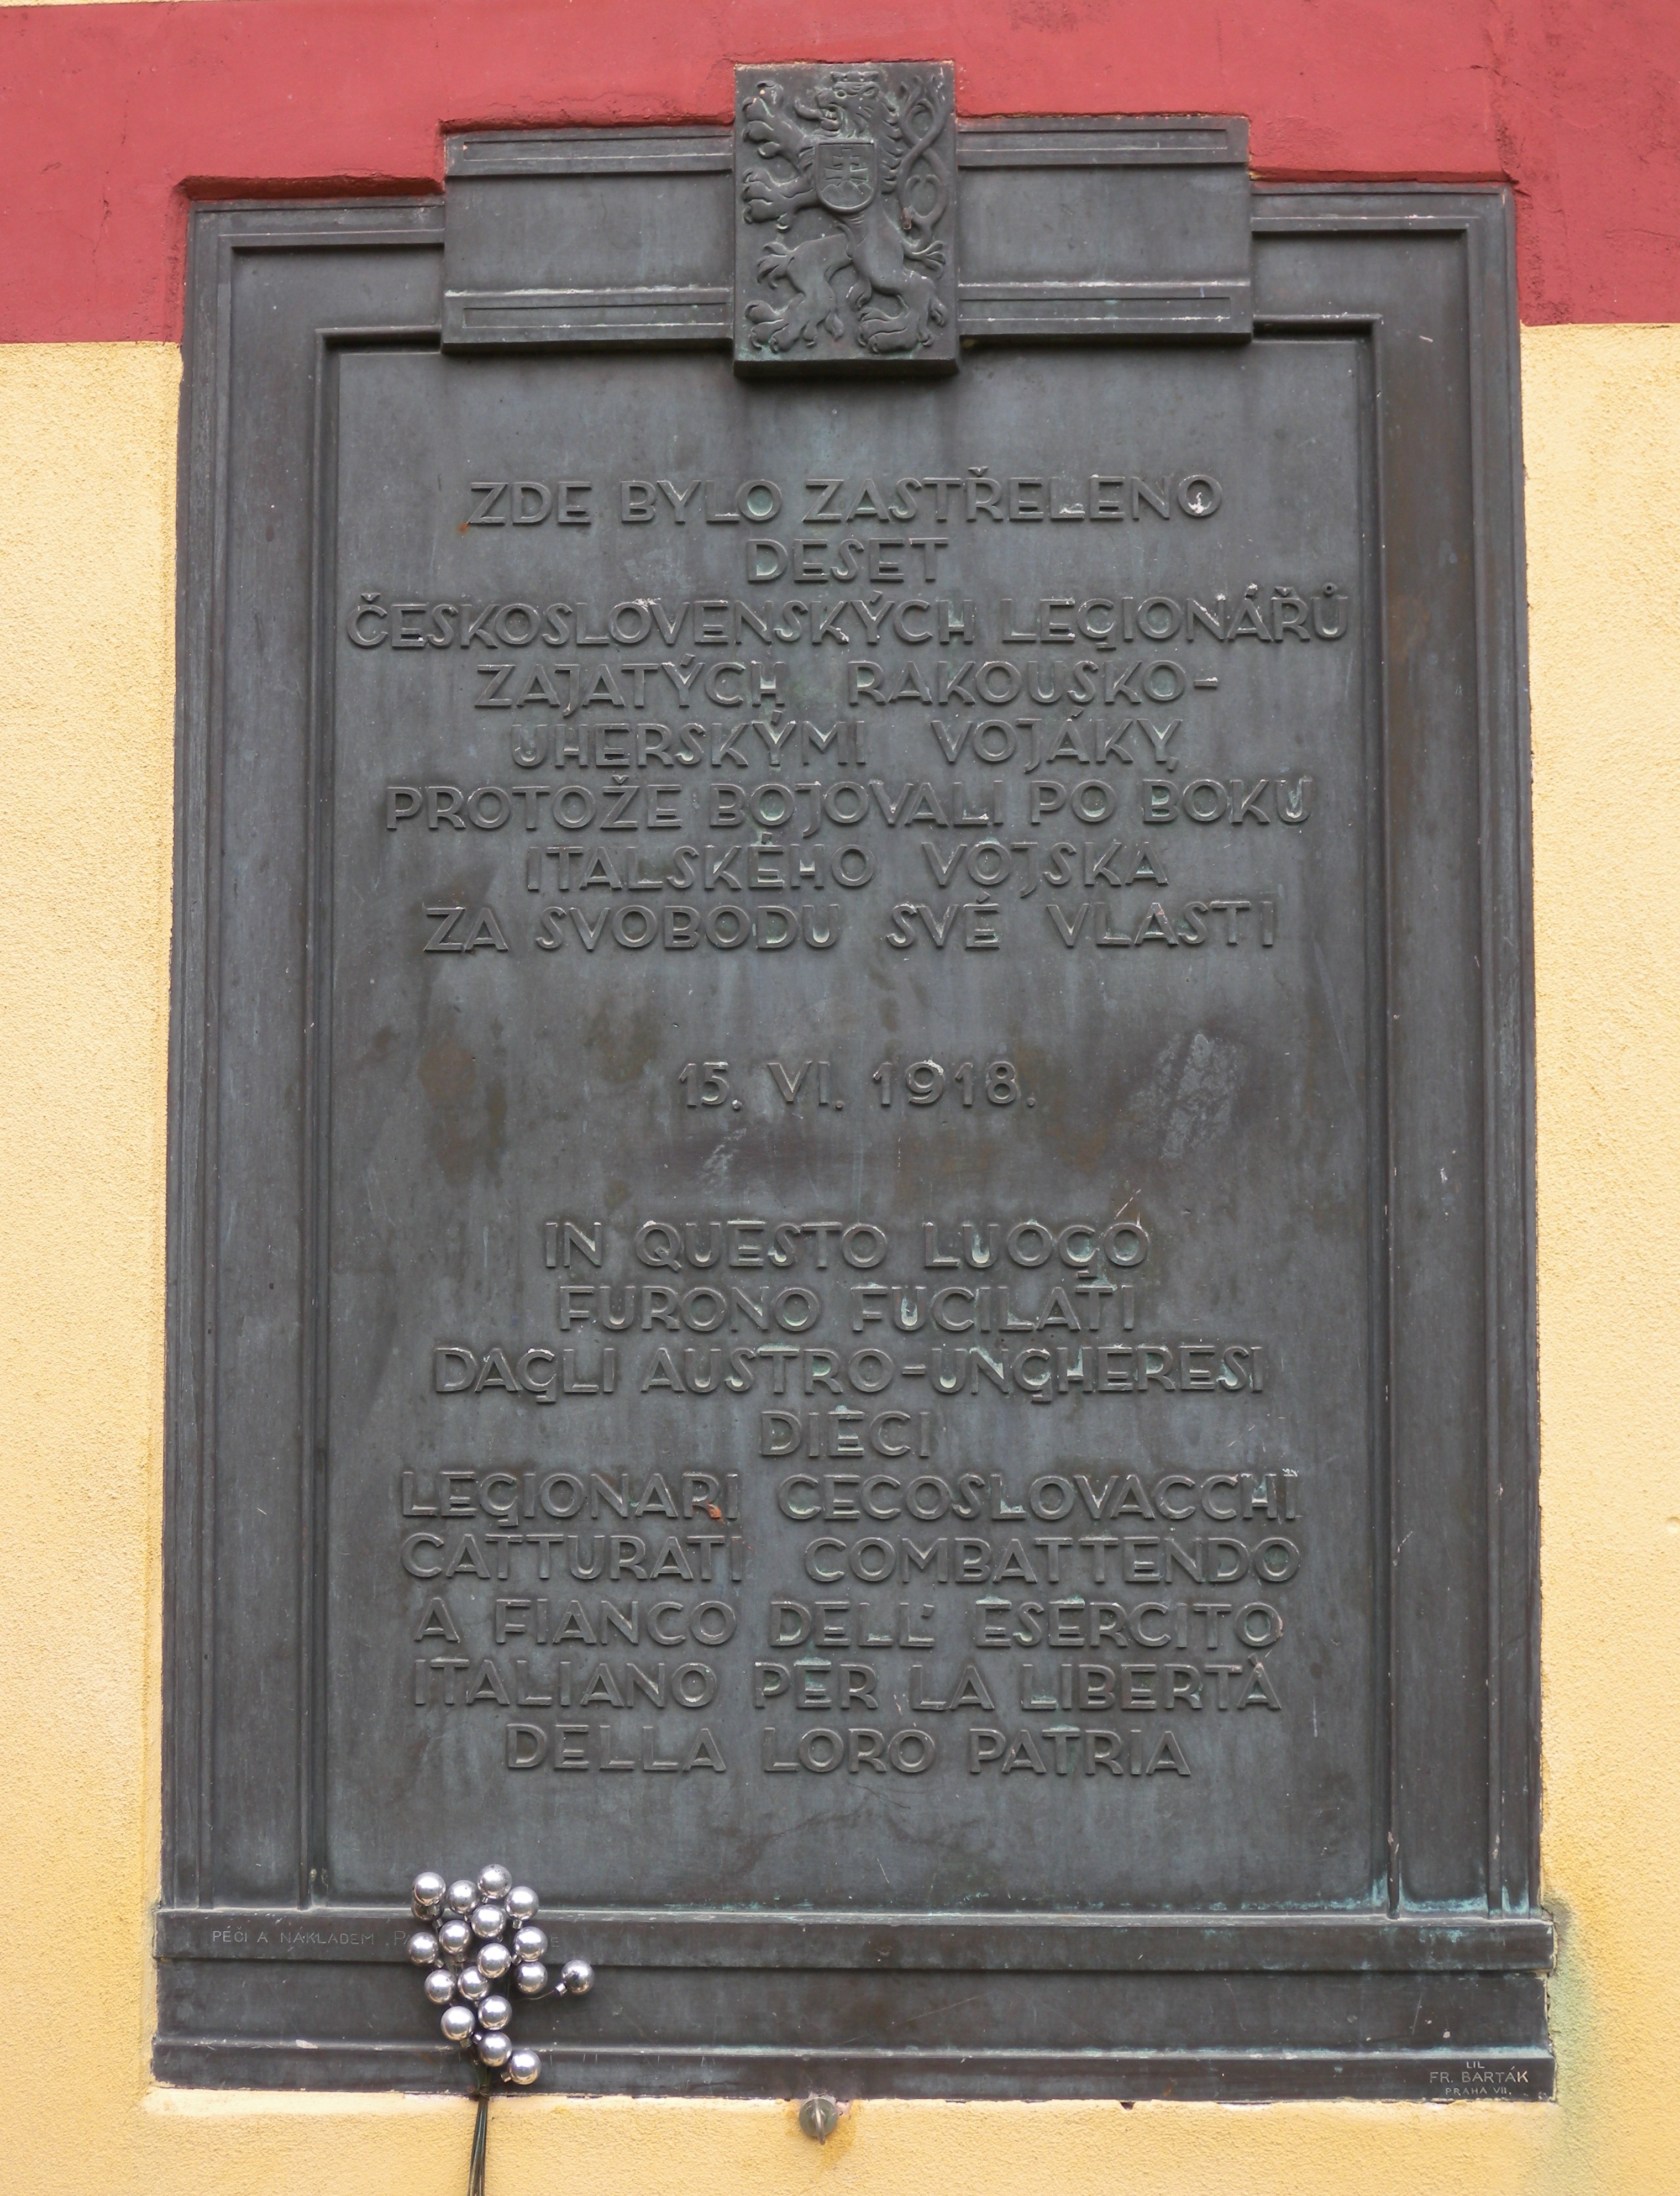 ZDE BYLO ZASTŘELENO
DESET
ČESKOSLOVENSKÝCH LEGIONÁŘŮ
ZAJATÝCH RAKOUSKO-
UHERSKÝMI VOJÁKY,
PROTOŽE BOJOVALI PO BOKU
ITALSKÉHO VOJSKA
ZA SVOBODU SVÉ VLASTI
15. VI. 1918.
IN QUESTO LUOGO
FURONO FUCILATI
DAGLI AUSTRO-UNGHERESI
DIECI
LEGIONARI CECOSLOVACCHI
CATTURATI COMBATTENDO
A FIANCO DELL' ESERCITO
ITALIANO PER LA LIBERTÀ
DELLA LORO PATRIA
PÉČÍ A NÁKLADEM
LIL
FR. BARTÁK
PRAHA VII.